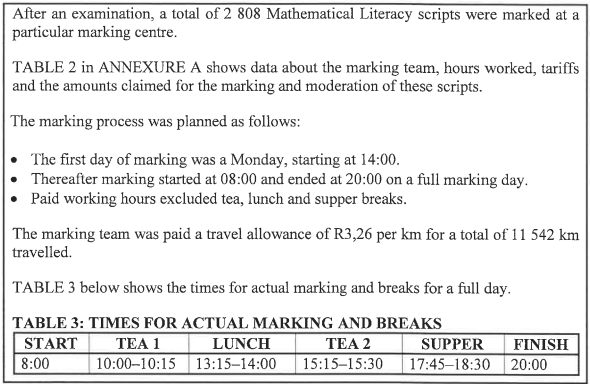 After an examination, a total of 2 808 Mathematical Literacy scripts were marked at a
particular marking centre.
TABLE 2 in ANNEXURE A shows data about the marking team, hours worked, tariffs
and the amounts claimed for the marking and moderation of these scripts.
The marking process was planned as follows:
• The first day of marking was a Monday, starting at 14:00.
• Thereafter marking started at 08:00 and ended at 20:00 on a full marking day.
• Paid working hours excluded tea, lunch and supper breaks.
The marking team was paid a travel allowance of R3,26 per km for a total of 11 542 km
travelled.
TABLE 3 below shows the times for actual marking and breaks for a full day.
TABLE 3: TIMES FOR ACTUAL MARKING AND BREAKS
START TEA 1 LUNCH TEA 2 SUPPER FINISH
8:00 10:00–10:15 13:15–14:00 15:15–15:30 17:45–18:30 20:00